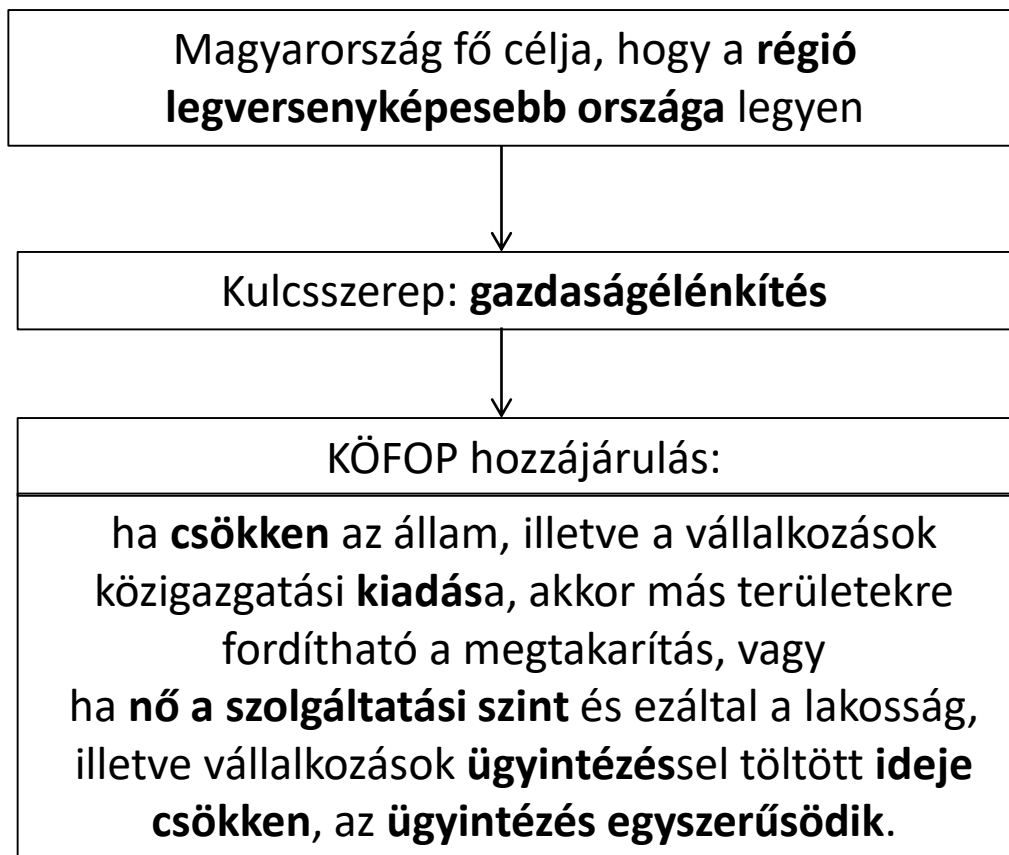 Magyarország fő célja, hogy a régió
legversenyképesebb országa legyen
Kulcsszerep: gazdaságélénkítés
KÖFOP hozzájárulás:
ha csökken az állam, illetve a vállalkozások
közigazgatási kiadása, akkor más területekre
fordítható a megtakarítás, vagy
ha nő a szolgáltatási szint és ezáltal a lakosság,
illetve vállalkozások ügyintézéssel töltött ideje
csökken, az ügyintézés egyszerűsödik.